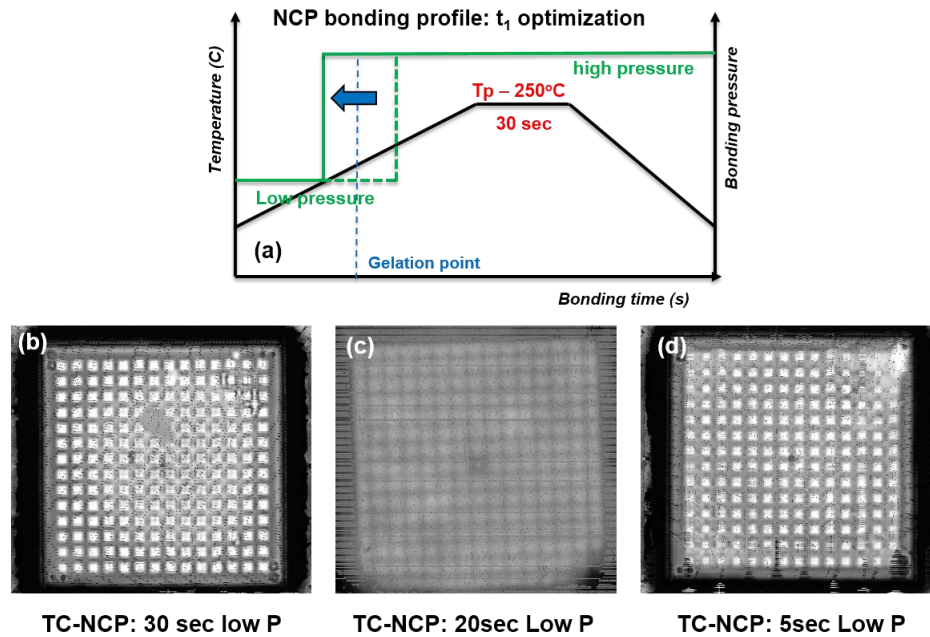 NCP bonding profile: t₁ optimization
Temperature (C)
Bonding pressure
high pressure
Tp – 250°C
30 sec
Low pressure
(a)
Gelation point
Bonding time (s)
(b)
(c)
(d)
TC-NCP: 30 sec low P
TC-NCP: 20sec Low P
TC-NCP: 5sec Low P